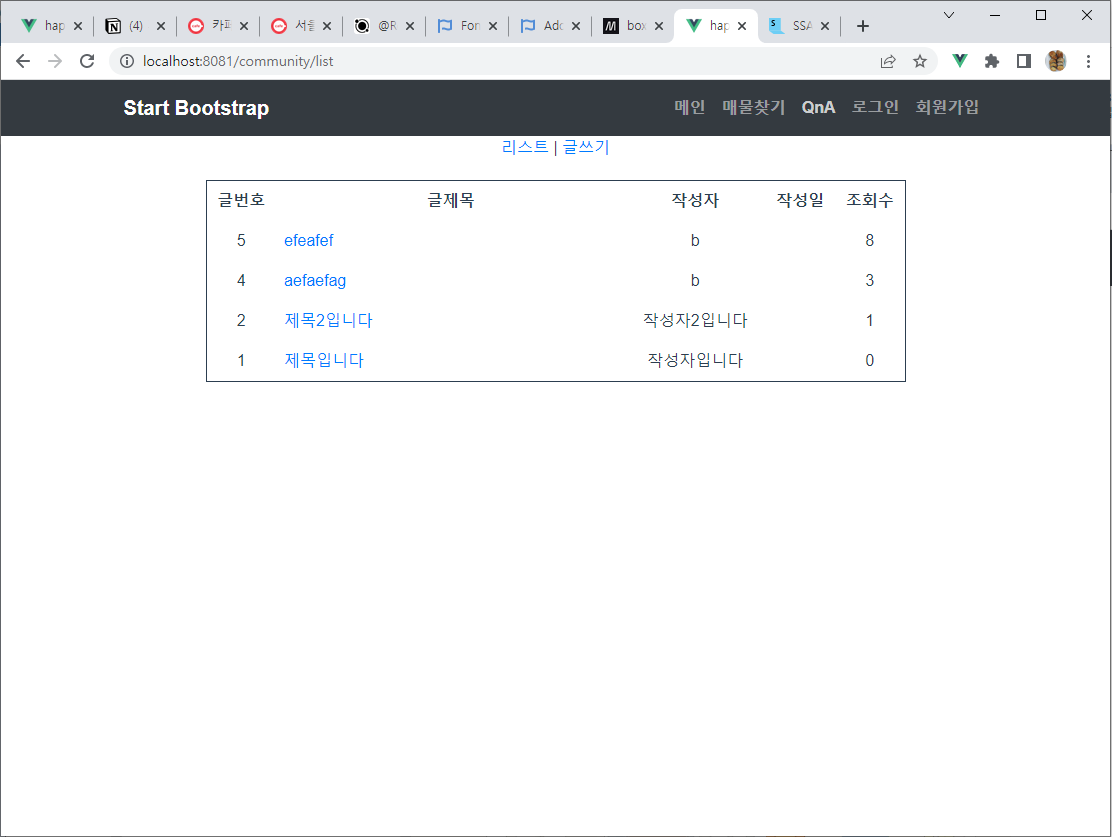 hap (4) 카페 서울 @R Fon Add box hap SSA
localhost:8081/community/list
Start Bootstrap 메인 매물찾기 QnA 로그인 회원가입
리스트 | 글쓰기
글번호 글제목 작성자 작성일 조회수
5 efeafef b 8
4 aefaefag b 3
2 제목2입니다 작성자2입니다 1
1 제목입니다 작성자입니다 0